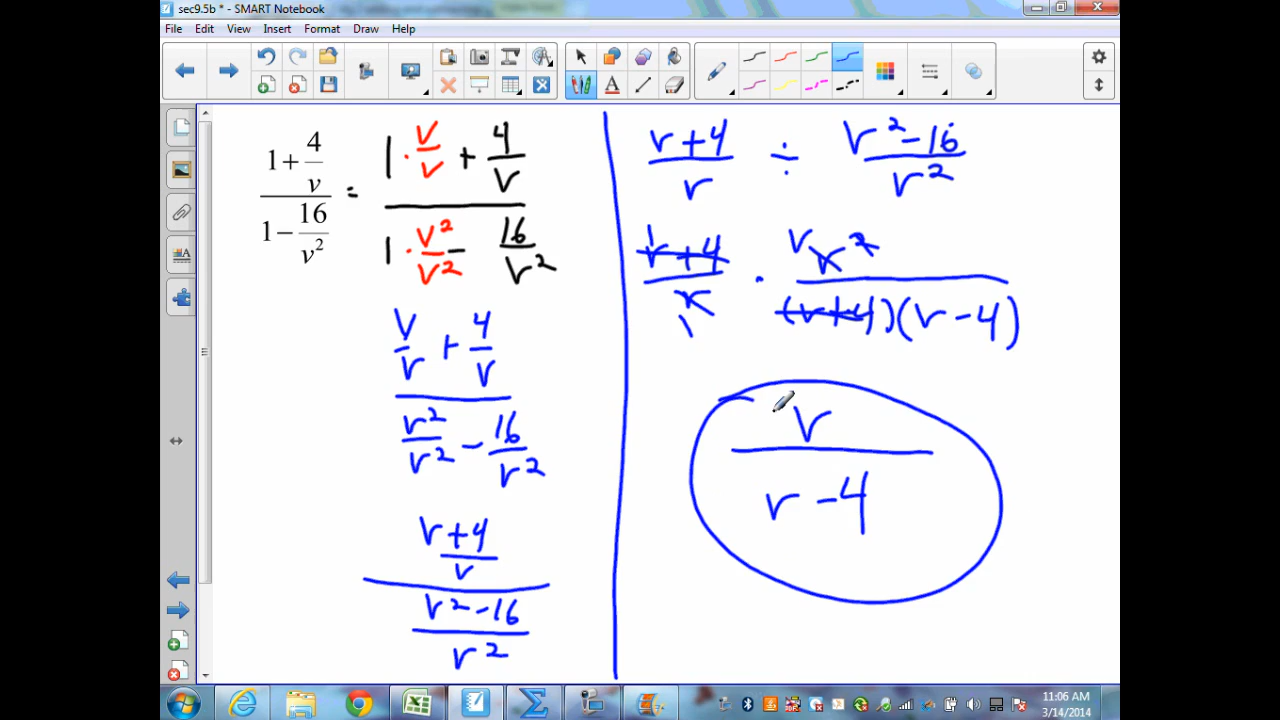 sec9.5b * - SMART Notebook
File Edit View Insert Format Draw Help
1 + 4/v
1 − 16/v²
=
1 · v/v + 4/v
1 · v²/v² − 16/v²
v/v + 4/v
v²/v² − 16/v²
v+4
v
v² − 16
v²
v+4/v ÷ v² − 16/v²
1 v v²
v+4/v · (v+4)(v−4)
1
v
v − 4
11:06 AM
3/14/2014